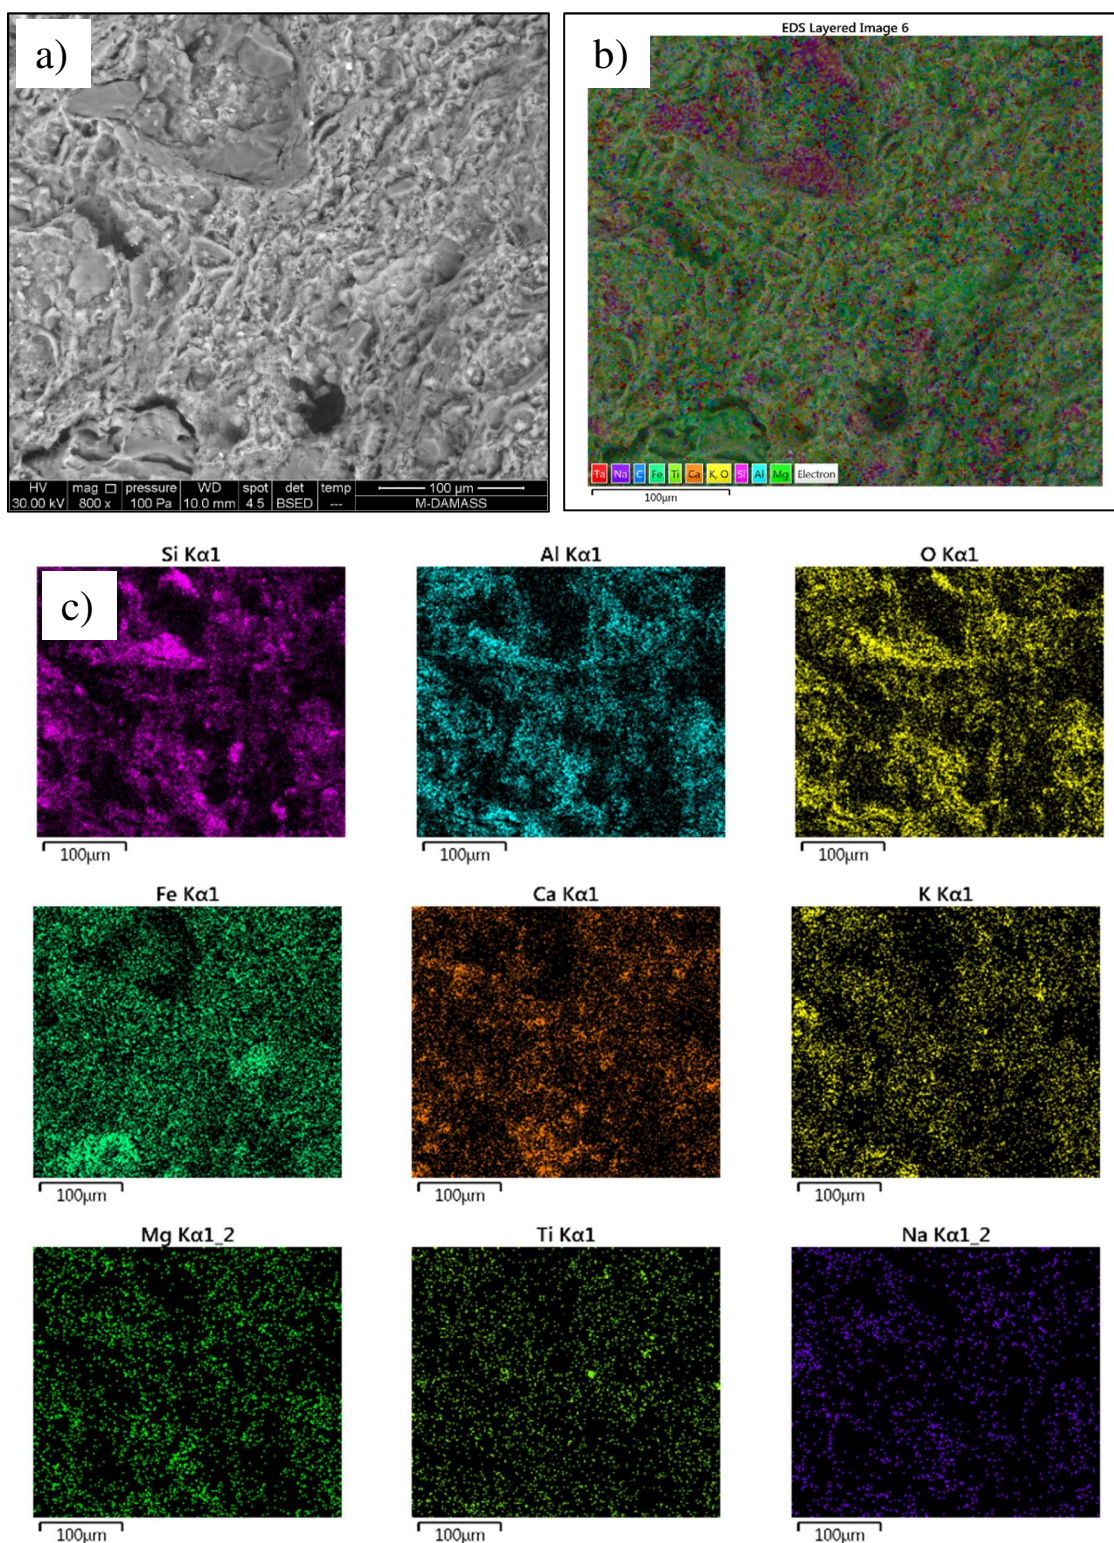 a)
HV mag □ pressure WD spot det temp 100 µm
30.00 kV 800 x 100 Pa 10.0 mm 4.5 BSED --- M-DAMASS
EDS Layered Image 6
b)
Ta Na C Fe Ti Ca K, O Si Al Mg Electron
100µm
Si Kα1 Al Kα1 O Kα1
c)
100µm 100µm 100µm
Fe Kα1 Ca Kα1 K Kα1
100µm 100µm 100µm
Mg Kα1_2 Ti Kα1 Na Kα1_2
100µm 100µm 100µm